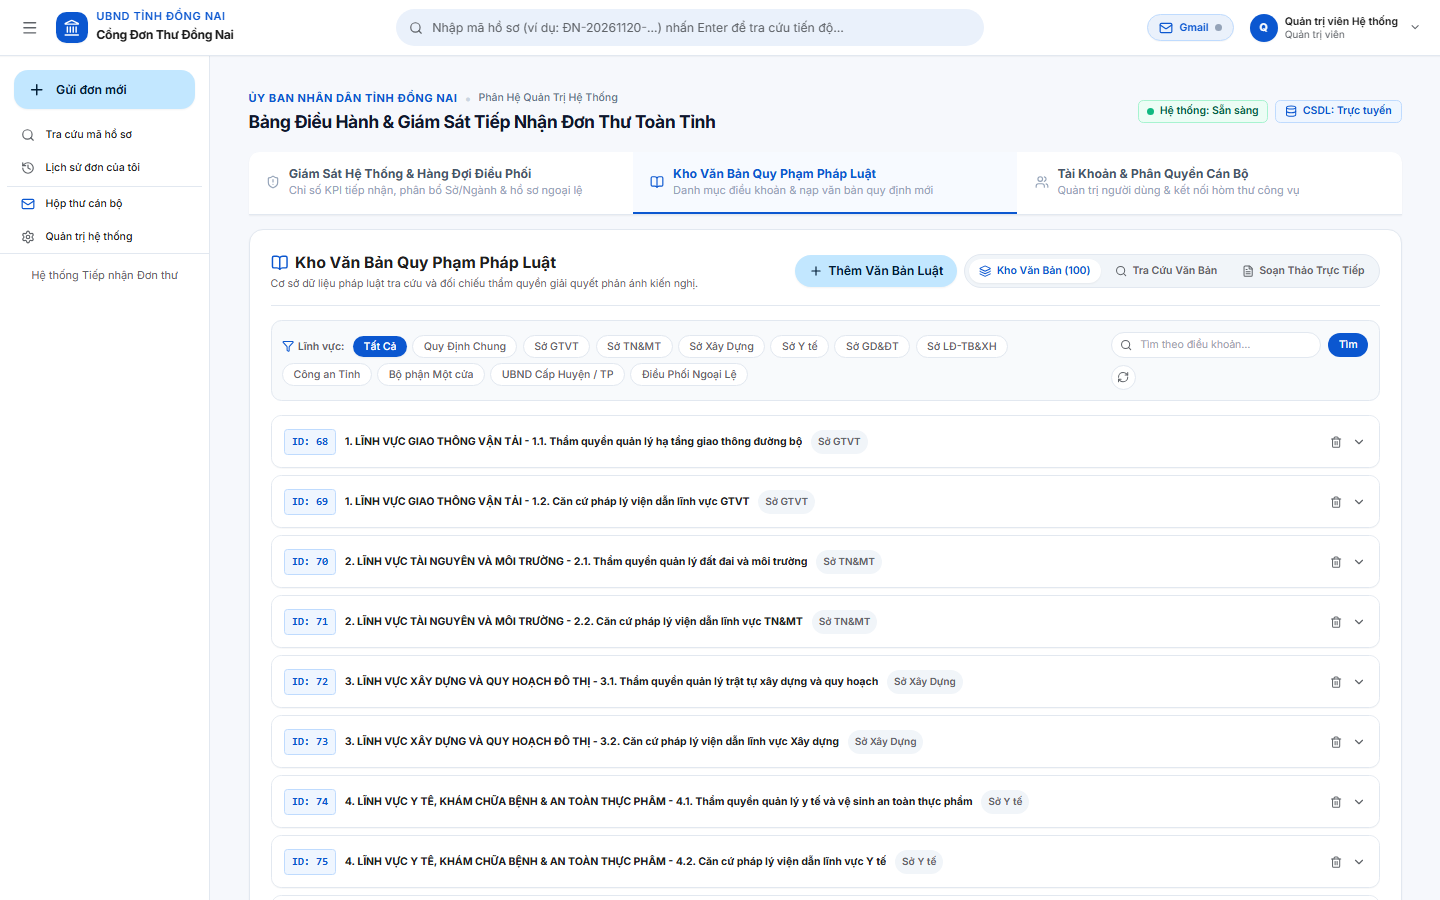 UBND TỈNH ĐỒNG NAI
Cổng Đơn Thư Đồng Nai
Nhập mã hồ sơ (ví dụ: ĐN-20261120-...) nhấn Enter để tra cứu tiến độ...
Gmail
Q
Quản trị viên Hệ thống
Quản trị viên
Gửi đơn mới
Tra cứu mã hồ sơ
Lịch sử đơn của tôi
Hộp thư cán bộ
Quản trị hệ thống
Hệ thống Tiếp nhận Đơn thư
ỦY BAN NHÂN DÂN TỈNH ĐỒNG NAI
Phân Hệ Quản Trị Hệ Thống
Bảng Điều Hành & Giám Sát Tiếp Nhận Đơn Thư Toàn Tỉnh
Hệ thống: Sẵn sàng
CSDL: Trực tuyến
Giám Sát Hệ Thống & Hàng Đợi Điều Phối
Chỉ số KPI tiếp nhận, phân bổ Sở/Ngành & hồ sơ ngoại lệ
Kho Văn Bản Quy Phạm Pháp Luật
Danh mục điều khoản & nạp văn bản quy định mới
Tài Khoản & Phân Quyền Cán Bộ
Quản trị người dùng & kết nối hòm thư công vụ
Kho Văn Bản Quy Phạm Pháp Luật
Cơ sở dữ liệu pháp luật tra cứu và đối chiếu thẩm quyền giải quyết phản ánh kiến nghị.
Thêm Văn Bản Luật
Kho Văn Bản (100)
Tra Cứu Văn Bản
Soạn Thảo Trực Tiếp
Lĩnh vực:
Tất Cả
Quy Định Chung
Sở GTVT
Sở TN&MT
Sở Xây Dựng
Sở Y tế
Sở GD&ĐT
Sở LĐ-TB&XH
Công an Tỉnh
Bộ phận Một cửa
UBND Cấp Huyện / TP
Điều Phối Ngoại Lệ
Tìm theo điều khoản...
Tìm
ID: 68
1. LĨNH VỰC GIAO THÔNG VẬN TẢI - 1.1. Thẩm quyền quản lý hạ tầng giao thông đường bộ
Sở GTVT
ID: 69
1. LĨNH VỰC GIAO THÔNG VẬN TẢI - 1.2. Căn cứ pháp lý viện dẫn lĩnh vực GTVT
Sở GTVT
ID: 70
2. LĨNH VỰC TÀI NGUYÊN VÀ MÔI TRƯỜNG - 2.1. Thẩm quyền quản lý đất đai và môi trường
Sở TN&MT
ID: 71
2. LĨNH VỰC TÀI NGUYÊN VÀ MÔI TRƯỜNG - 2.2. Căn cứ pháp lý viện dẫn lĩnh vực TN&MT
Sở TN&MT
ID: 72
3. LĨNH VỰC XÂY DỰNG VÀ QUY HOẠCH ĐÔ THỊ - 3.1. Thẩm quyền quản lý trật tự xây dựng và quy hoạch
Sở Xây Dựng
ID: 73
3. LĨNH VỰC XÂY DỰNG VÀ QUY HOẠCH ĐÔ THỊ - 3.2. Căn cứ pháp lý viện dẫn lĩnh vực Xây dựng
Sở Xây Dựng
ID: 74
4. LĨNH VỰC Y TẾ, KHÁM CHỮA BỆNH & AN TOÀN THỰC PHẨM - 4.1. Thẩm quyền quản lý y tế và vệ sinh an toàn thực phẩm
Sở Y tế
ID: 75
4. LĨNH VỰC Y TẾ, KHÁM CHỮA BỆNH & AN TOÀN THỰC PHẨM - 4.2. Căn cứ pháp lý viện dẫn lĩnh vực Y tế
Sở Y tế